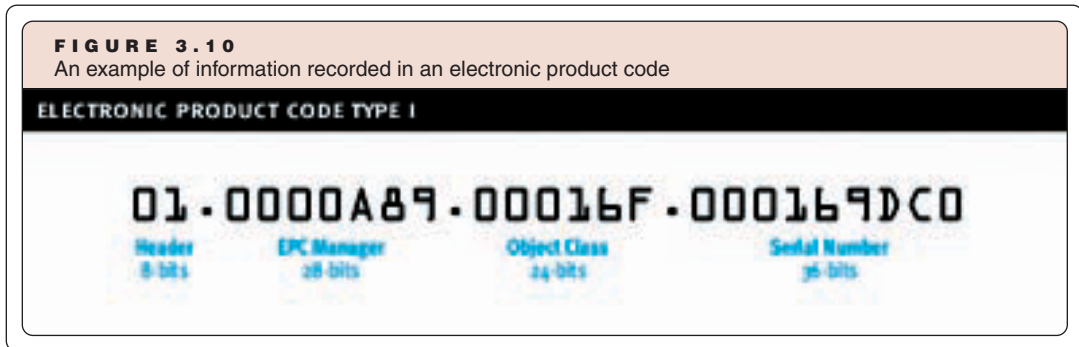 FIGURE 3.10
An example of information recorded in an electronic product code
ELECTRONIC PRODUCT CODE TYPE I
01 · 0000A89 · 00016F · 000169DC0
Header EPC Manager Object Class Serial Number
8-bits 28-bits 24-bits 36-bits